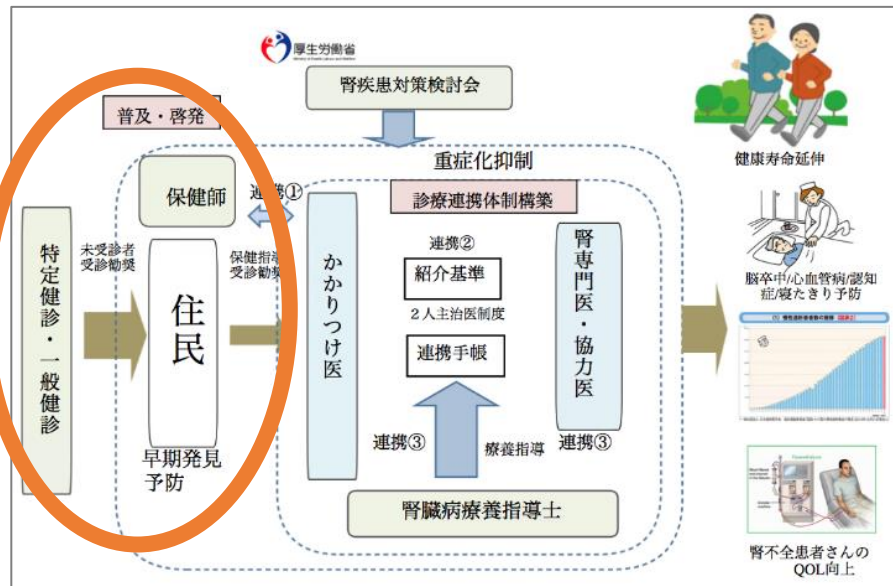 厚生労働省
Ministry of Health, Labour and Welfare
腎疾患対策検討会
普及・啓発
重症化抑制
保健師
連携①
診療連携体制構築
特定健診・一般健診
未受診者
受診勧奨
住民
早期発見
予防
保健指導
受診勧奨
かかりつけ医
連携②
紹介基準
2人主治医制度
連携手帳
腎専門医・協力医
連携③
療養指導
連携③
腎臓病療養指導士
健康寿命延伸
脳卒中/心血管病/認知
症/寝たきり予防
腎不全患者さんの
QOL向上